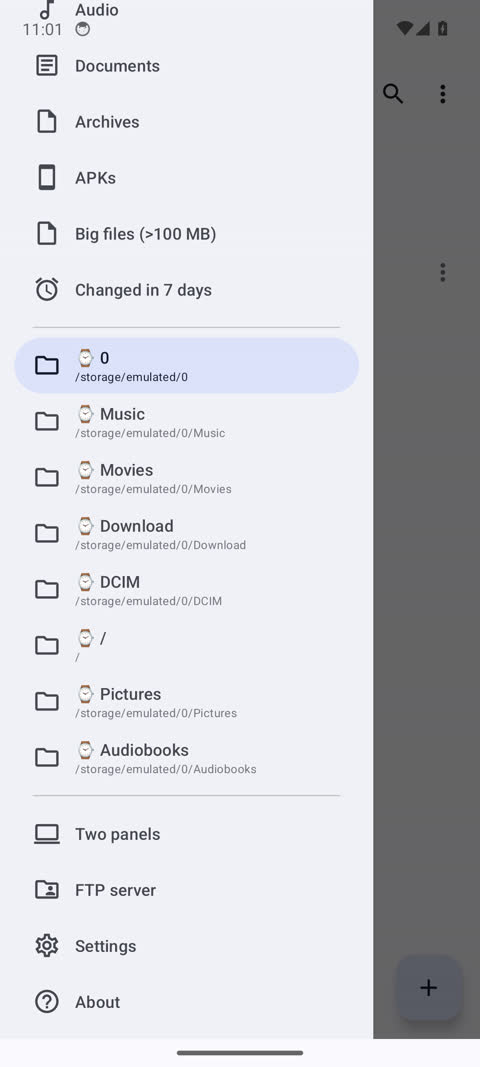 Audio
11:01
Documents
Archives
APKs
Big files (>100 MB)
Changed in 7 days
⌚ 0
/storage/emulated/0
⌚ Music
/storage/emulated/0/Music
⌚ Movies
/storage/emulated/0/Movies
⌚ Download
/storage/emulated/0/Download
⌚ DCIM
/storage/emulated/0/DCIM
⌚ /
/
⌚ Pictures
/storage/emulated/0/Pictures
⌚ Audiobooks
/storage/emulated/0/Audiobooks
Two panels
FTP server
Settings
About